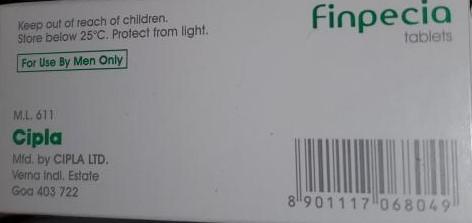 Keep out of reach of children.
Store below 25°C. Protect from light.
For Use By Men Only
Finpecia
tablets
M.L. 611
Cipla
Mfd. by CIPLA LTD.
Verna Indl. Estate
Goa 403 722
8 901117 068049